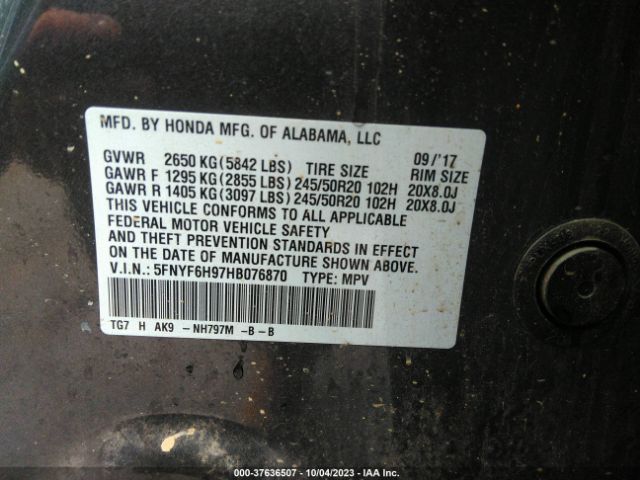 MFD. BY HONDA MFG. OF ALABAMA, LLC
GVWR 2650 KG(5842 LBS) TIRE SIZE 09/'17 RIM SIZE
GAWR F 1295 KG(2855 LBS) 245/50R20 102H 20X8.0J
GAWR R 1405 KG(3097 LBS) 245/50R20 102H 20X8.0J
THIS VEHICLE CONFORMS TO ALL APPLICABLE
FEDERAL MOTOR VEHICLE SAFETY
AND THEFT PREVENTION STANDARDS IN EFFECT
ON THE DATE OF MANUFACTURE SHOWN ABOVE.
V.I.N.: 5FNYF6H97HB076870 TYPE: MPV
TG7 H AK9 -NH797M -B-B
000-37636507 - 10/04/2023 - IAA Inc.